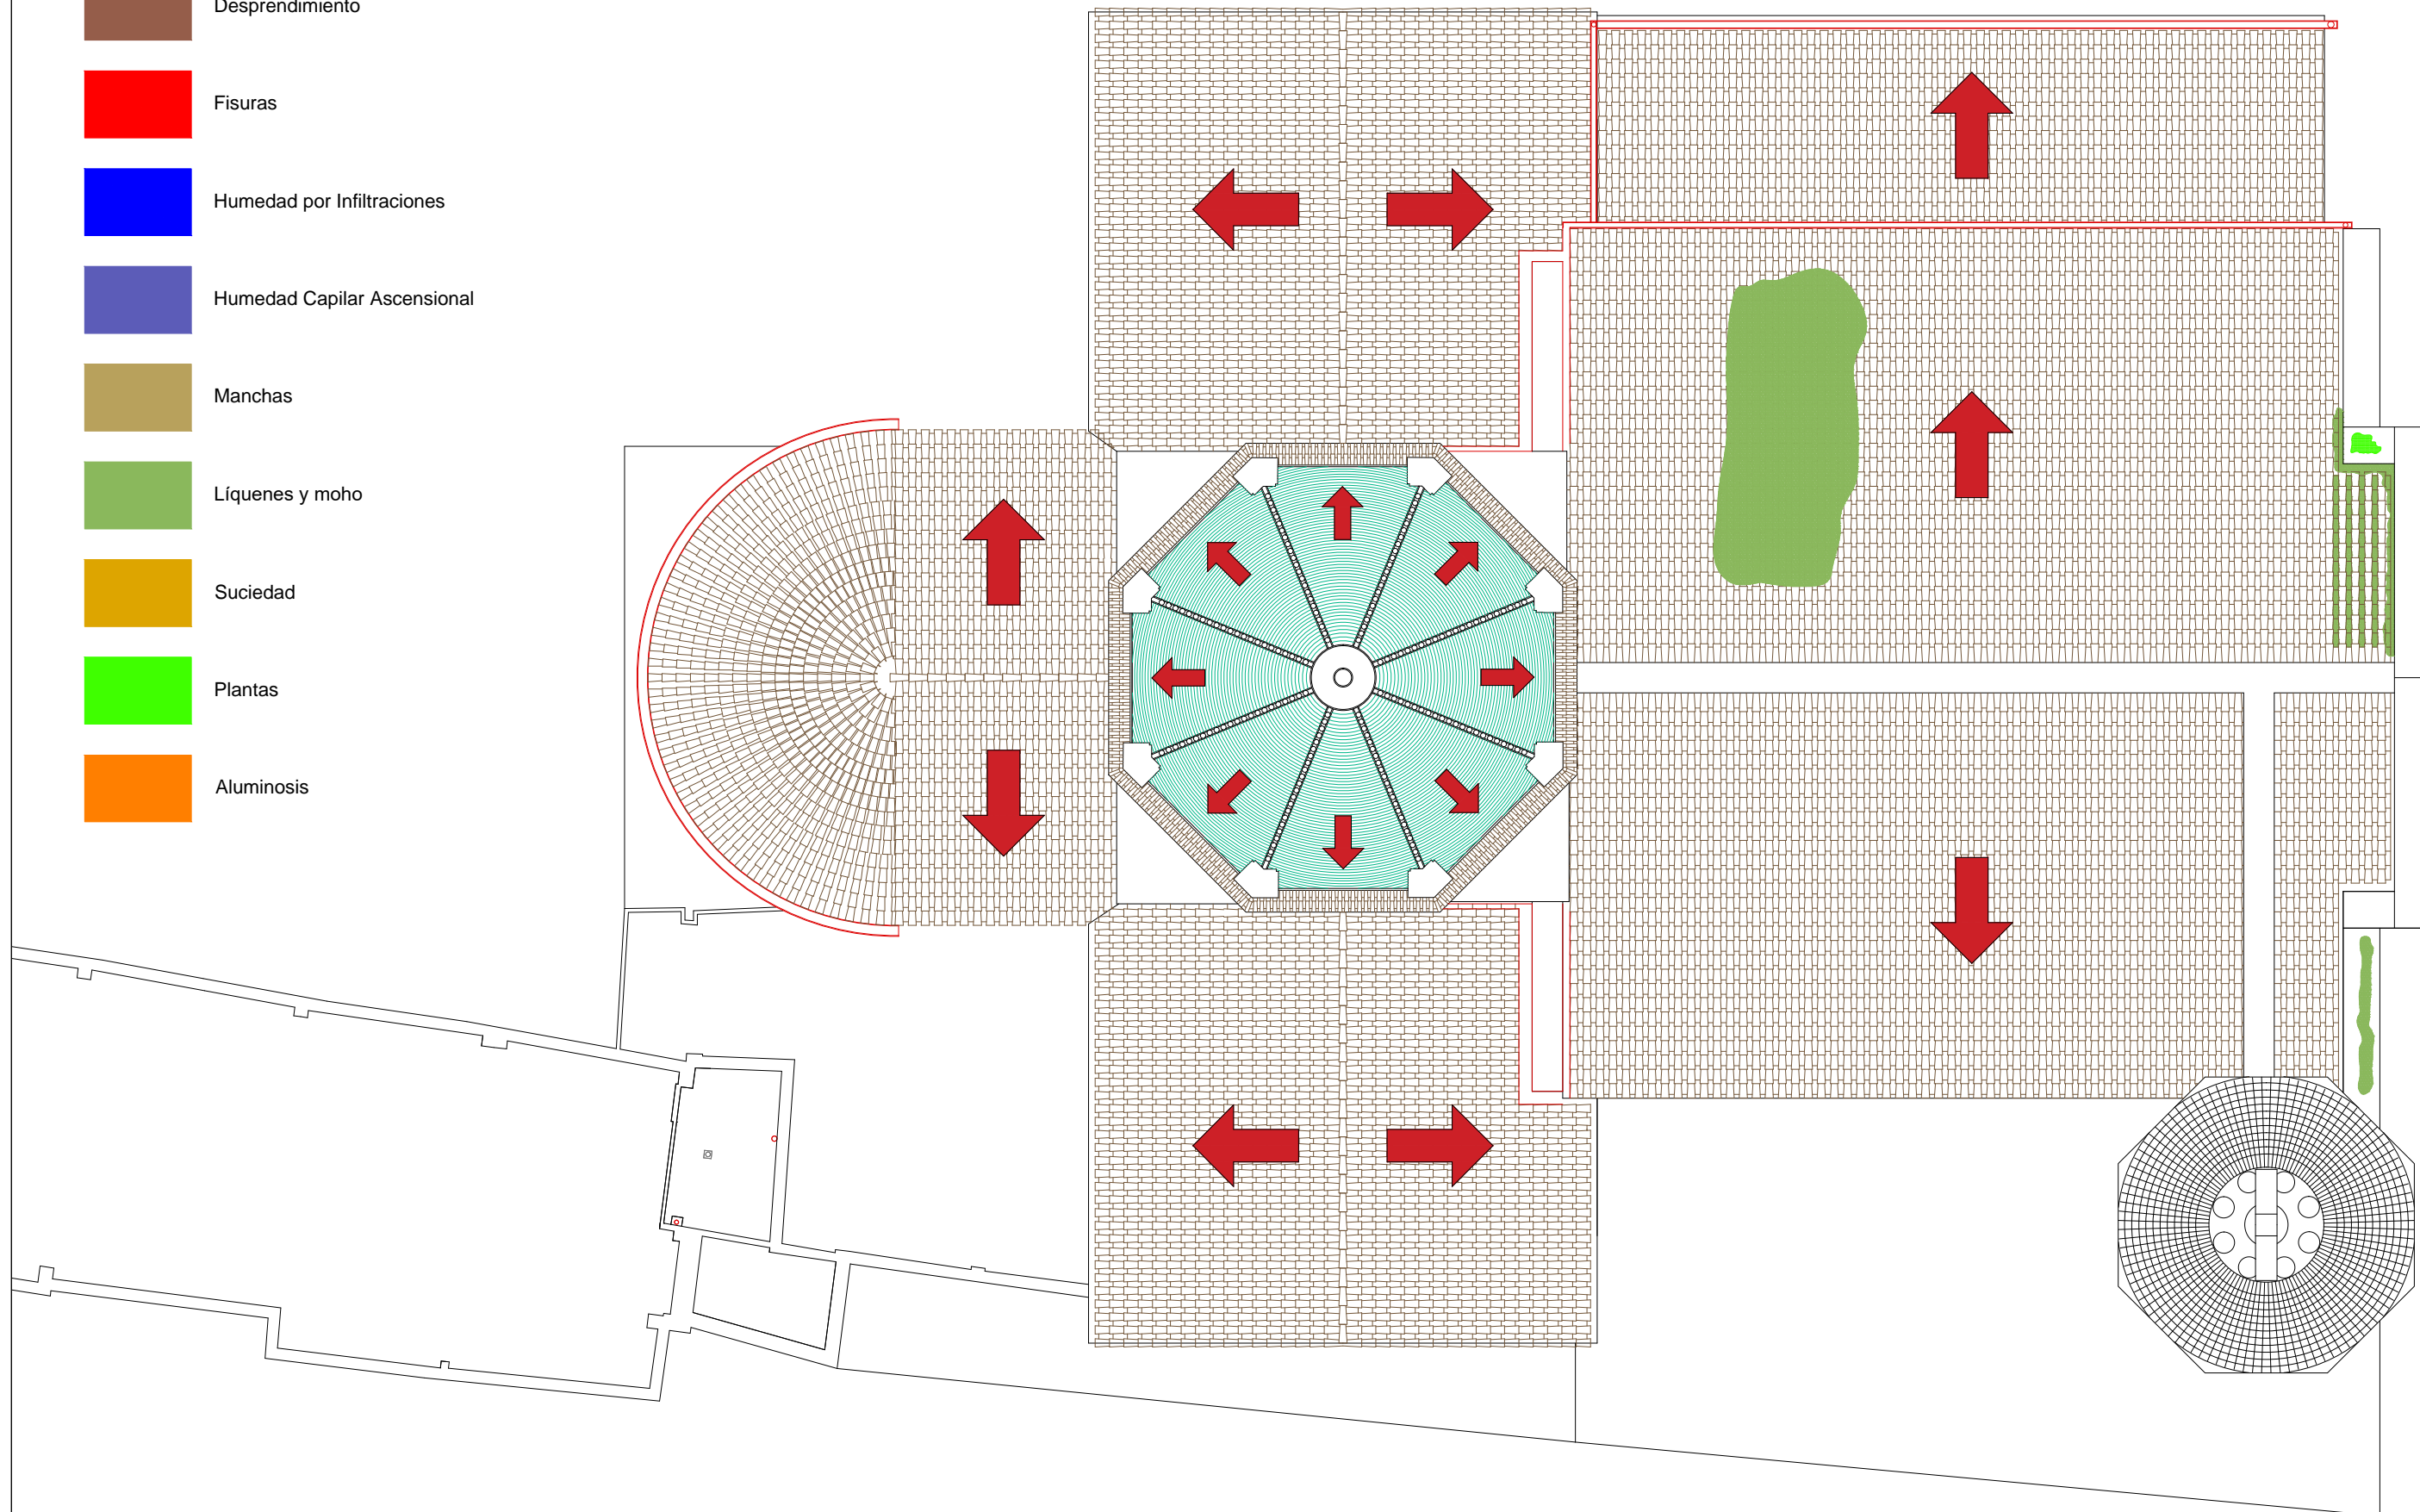 Desprendimiento
Fisuras
Humedad por Infiltraciones
Humedad Capilar Ascensional
Manchas
Líquenes y moho
Suciedad
Plantas
Aluminosis